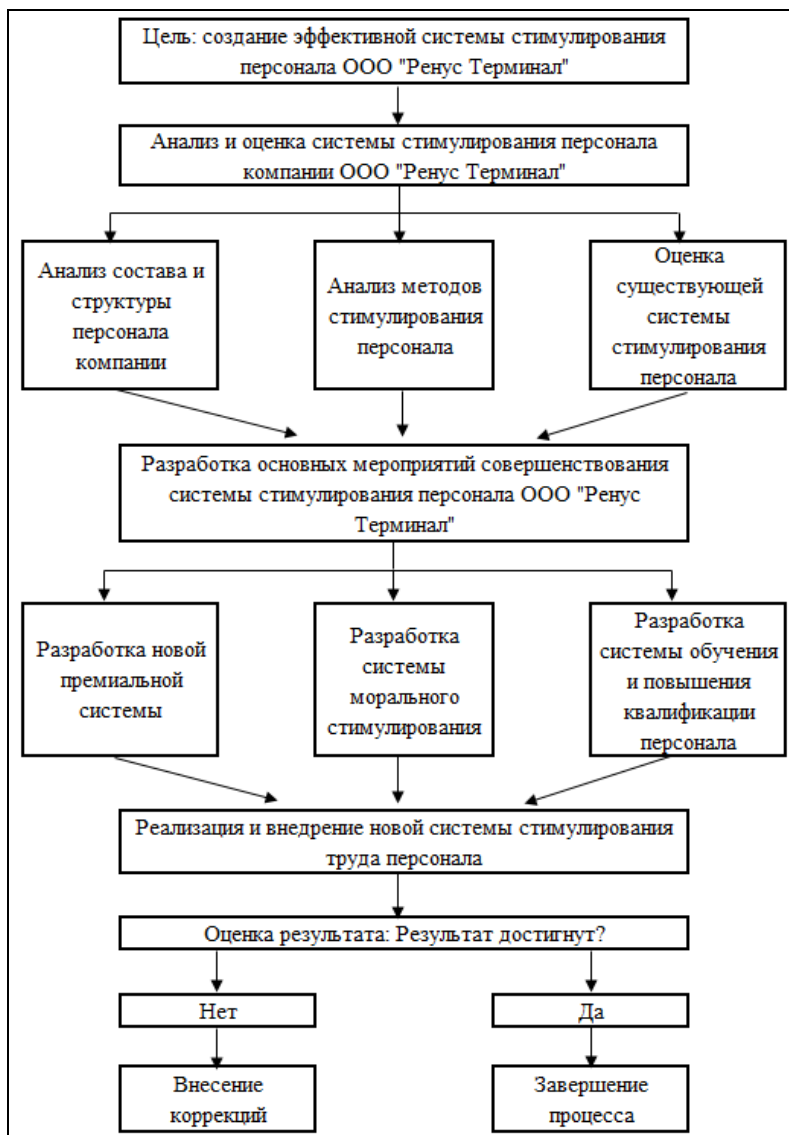 Цель: создание эффективной системы стимулирования
персонала ООО "Ренус Терминал"
Анализ и оценка системы стимулирования персонала
компании ООО "Ренус Терминал"
Анализ состава и
структуры
персонала
компании
Анализ методов
стимулирования
персонала
Оценка
существующей
системы
стимулирования
персонала
Разработка основных мероприятий совершенствования
системы стимулирования персонала ООО "Ренус
Терминал"
Разработка новой
премиальной
системы
Разработка
системы
морального
стимулирования
Разработка
системы обучения
и повышения
квалификации
персонала
Реализация и внедрение новой системы стимулирования
труда персонала
Оценка результата: Результат достигнут?
Нет
Да
Внесение
коррекций
Завершение
процесса